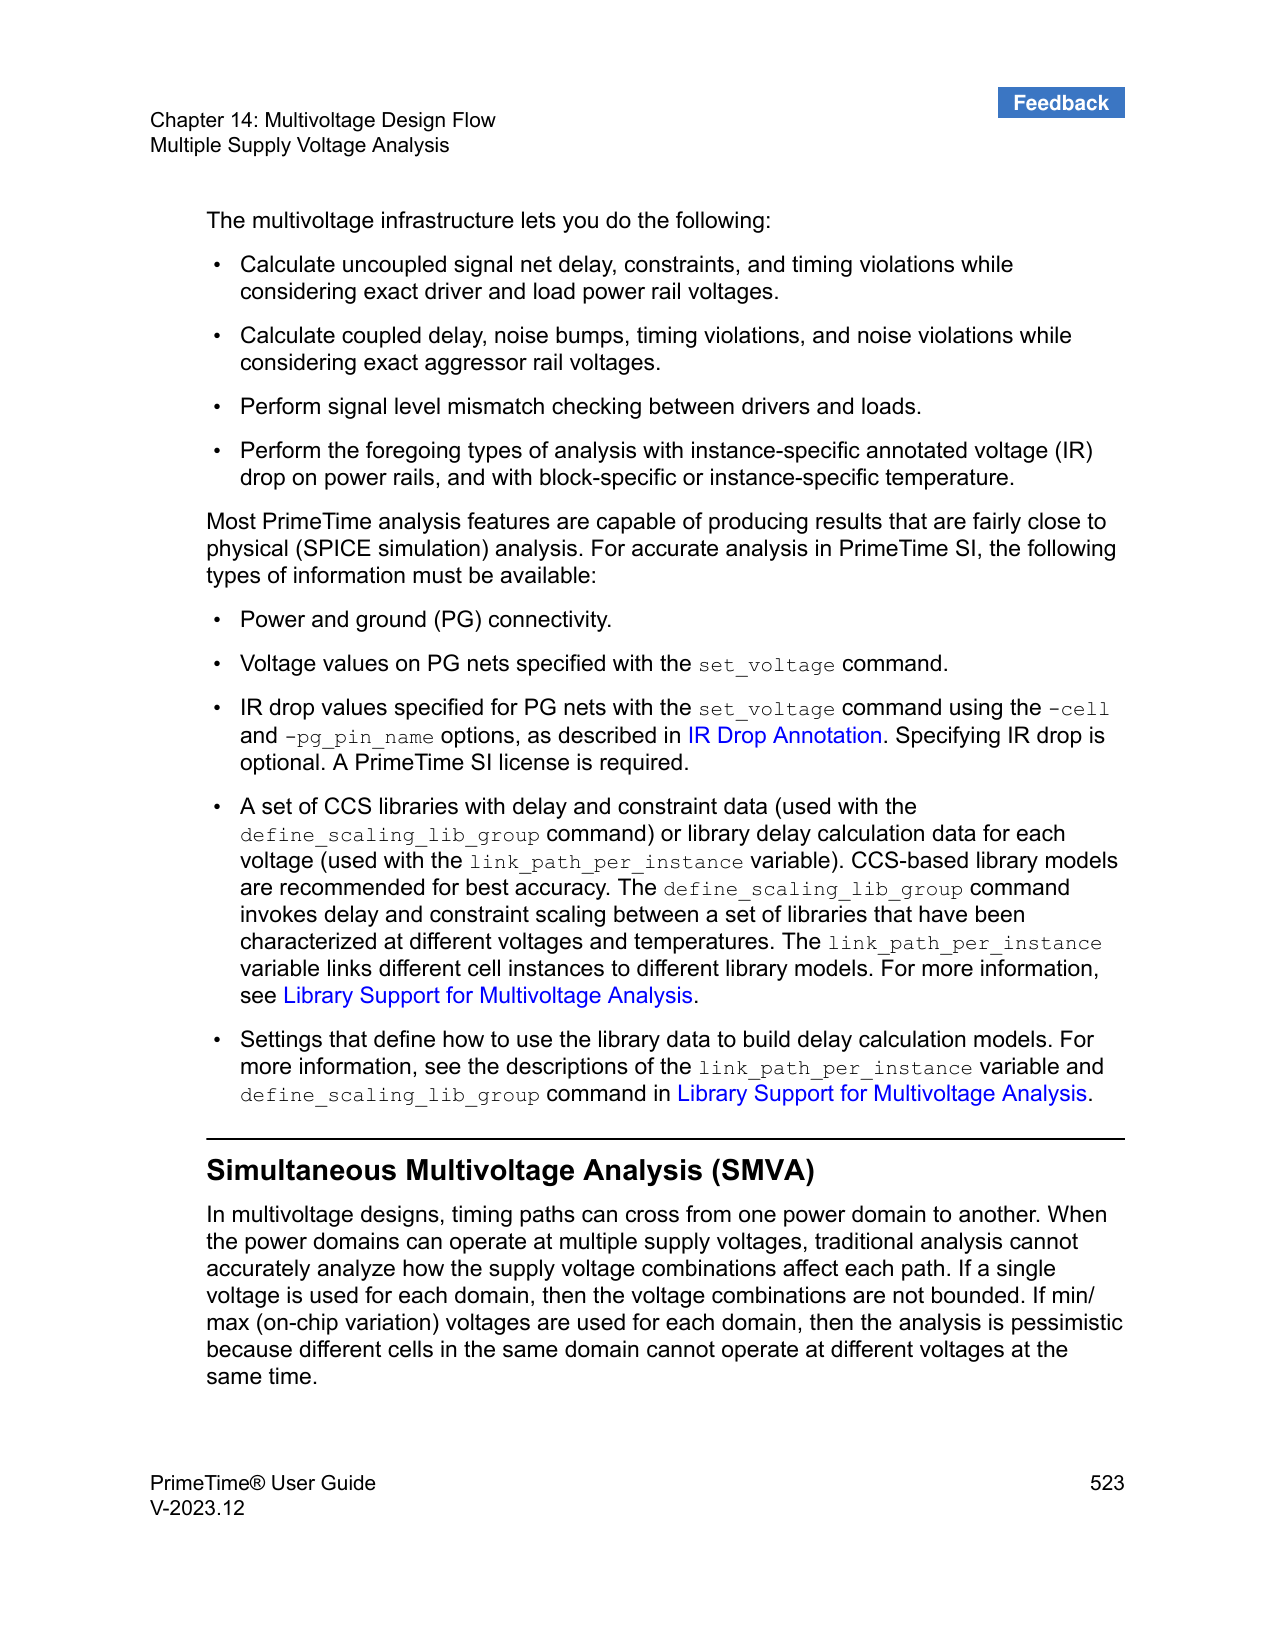 Feedback
Chapter 14: Multivoltage Design Flow
Multiple Supply Voltage Analysis
The multivoltage infrastructure lets you do the following:
• Calculate uncoupled signal net delay, constraints, and timing violations while
considering exact driver and load power rail voltages.
• Calculate coupled delay, noise bumps, timing violations, and noise violations while
considering exact aggressor rail voltages.
• Perform signal level mismatch checking between drivers and loads.
• Perform the foregoing types of analysis with instance-specific annotated voltage (IR)
drop on power rails, and with block-specific or instance-specific temperature.
Most PrimeTime analysis features are capable of producing results that are fairly close to
physical (SPICE simulation) analysis. For accurate analysis in PrimeTime SI, the following
types of information must be available:
• Power and ground (PG) connectivity.
• Voltage values on PG nets specified with the set_voltage command.
• IR drop values specified for PG nets with the set_voltage command using the -cell
and -pg_pin_name options, as described in IR Drop Annotation. Specifying IR drop is
optional. A PrimeTime SI license is required.
• A set of CCS libraries with delay and constraint data (used with the
define_scaling_lib_group command) or library delay calculation data for each
voltage (used with the link_path_per_instance variable). CCS-based library models
are recommended for best accuracy. The define_scaling_lib_group command
invokes delay and constraint scaling between a set of libraries that have been
characterized at different voltages and temperatures. The link_path_per_instance
variable links different cell instances to different library models. For more information,
see Library Support for Multivoltage Analysis.
• Settings that define how to use the library data to build delay calculation models. For
more information, see the descriptions of the link_path_per_instance variable and
define_scaling_lib_group command in Library Support for Multivoltage Analysis.
Simultaneous Multivoltage Analysis (SMVA)
In multivoltage designs, timing paths can cross from one power domain to another. When
the power domains can operate at multiple supply voltages, traditional analysis cannot
accurately analyze how the supply voltage combinations affect each path. If a single
voltage is used for each domain, then the voltage combinations are not bounded. If min/
max (on-chip variation) voltages are used for each domain, then the analysis is pessimistic
because different cells in the same domain cannot operate at different voltages at the
same time.
PrimeTime® User Guide 523
V-2023.12